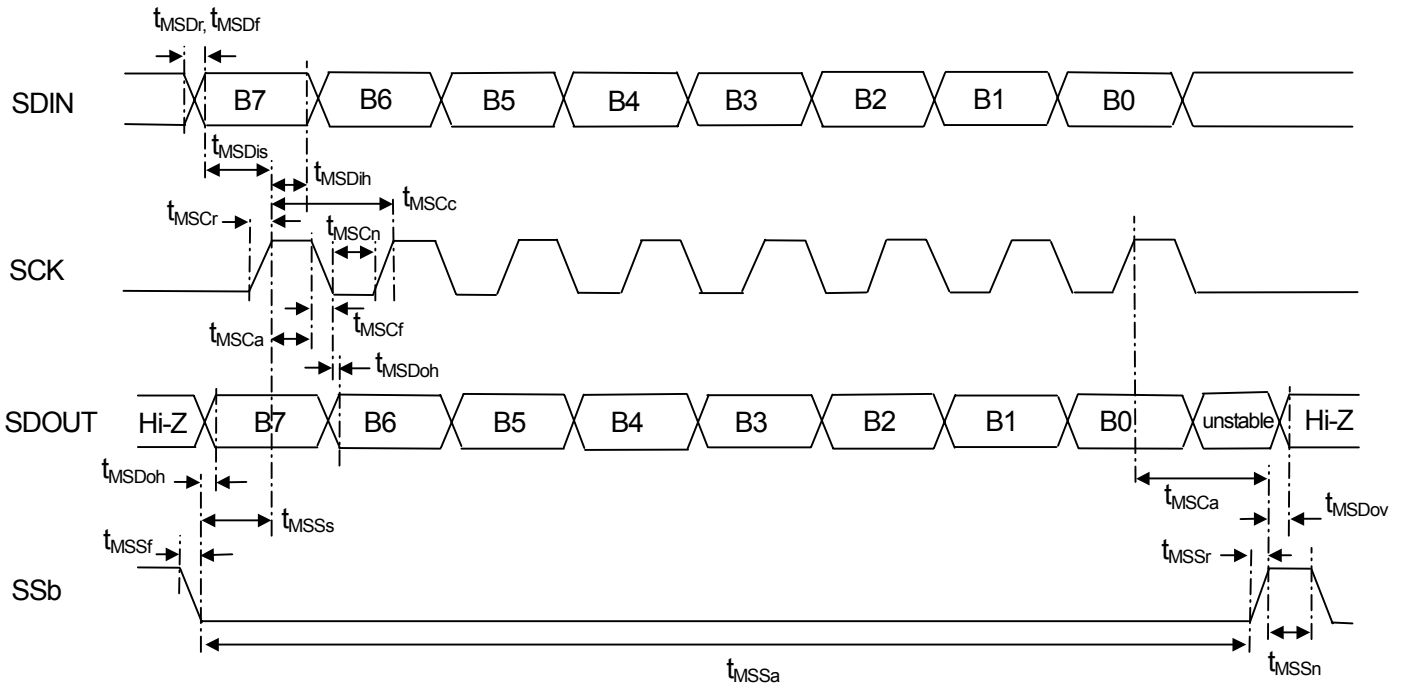 tMSDr, tMSDf
SDIN B7 B6 B5 B4 B3 B2 B1 B0
tMSDis
tMSDih
tMSCc
tMSCr
tMSCn
SCK
tMSCf
tMSCa
tMSDoh
SDOUT Hi-Z B7 B6 B5 B4 B3 B2 B1 B0 unstable Hi-Z
tMSDoh
tMSCa
tMSDov
tMSSs
tMSSf
tMSSr
SSb
tMSSa
tMSSn